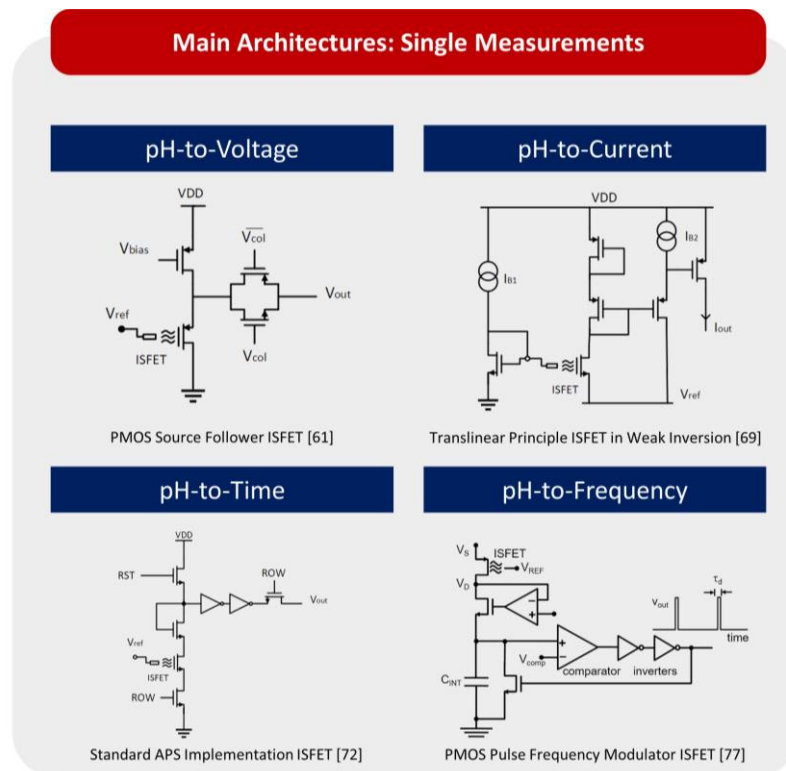 Main Architectures: Single Measurements
pH-to-Voltage
VDD
Vbias
Vcol
Vref
Vout
ISFET
Vcol
PMOS Source Follower ISFET [61]
pH-to-Current
VDD
IB2
IB1
Iout
ISFET
Vref
Translinear Principle ISFET in Weak Inversion [69]
pH-to-Time
VDD
RST
ROW
Vout
Vref
ISFET
ROW
Standard APS Implementation ISFET [72]
pH-to-Frequency
VS
ISFET
VREF
VD
τd
Vout
time
Vcomp
comparator
inverters
CINT
PMOS Pulse Frequency Modulator ISFET [77]